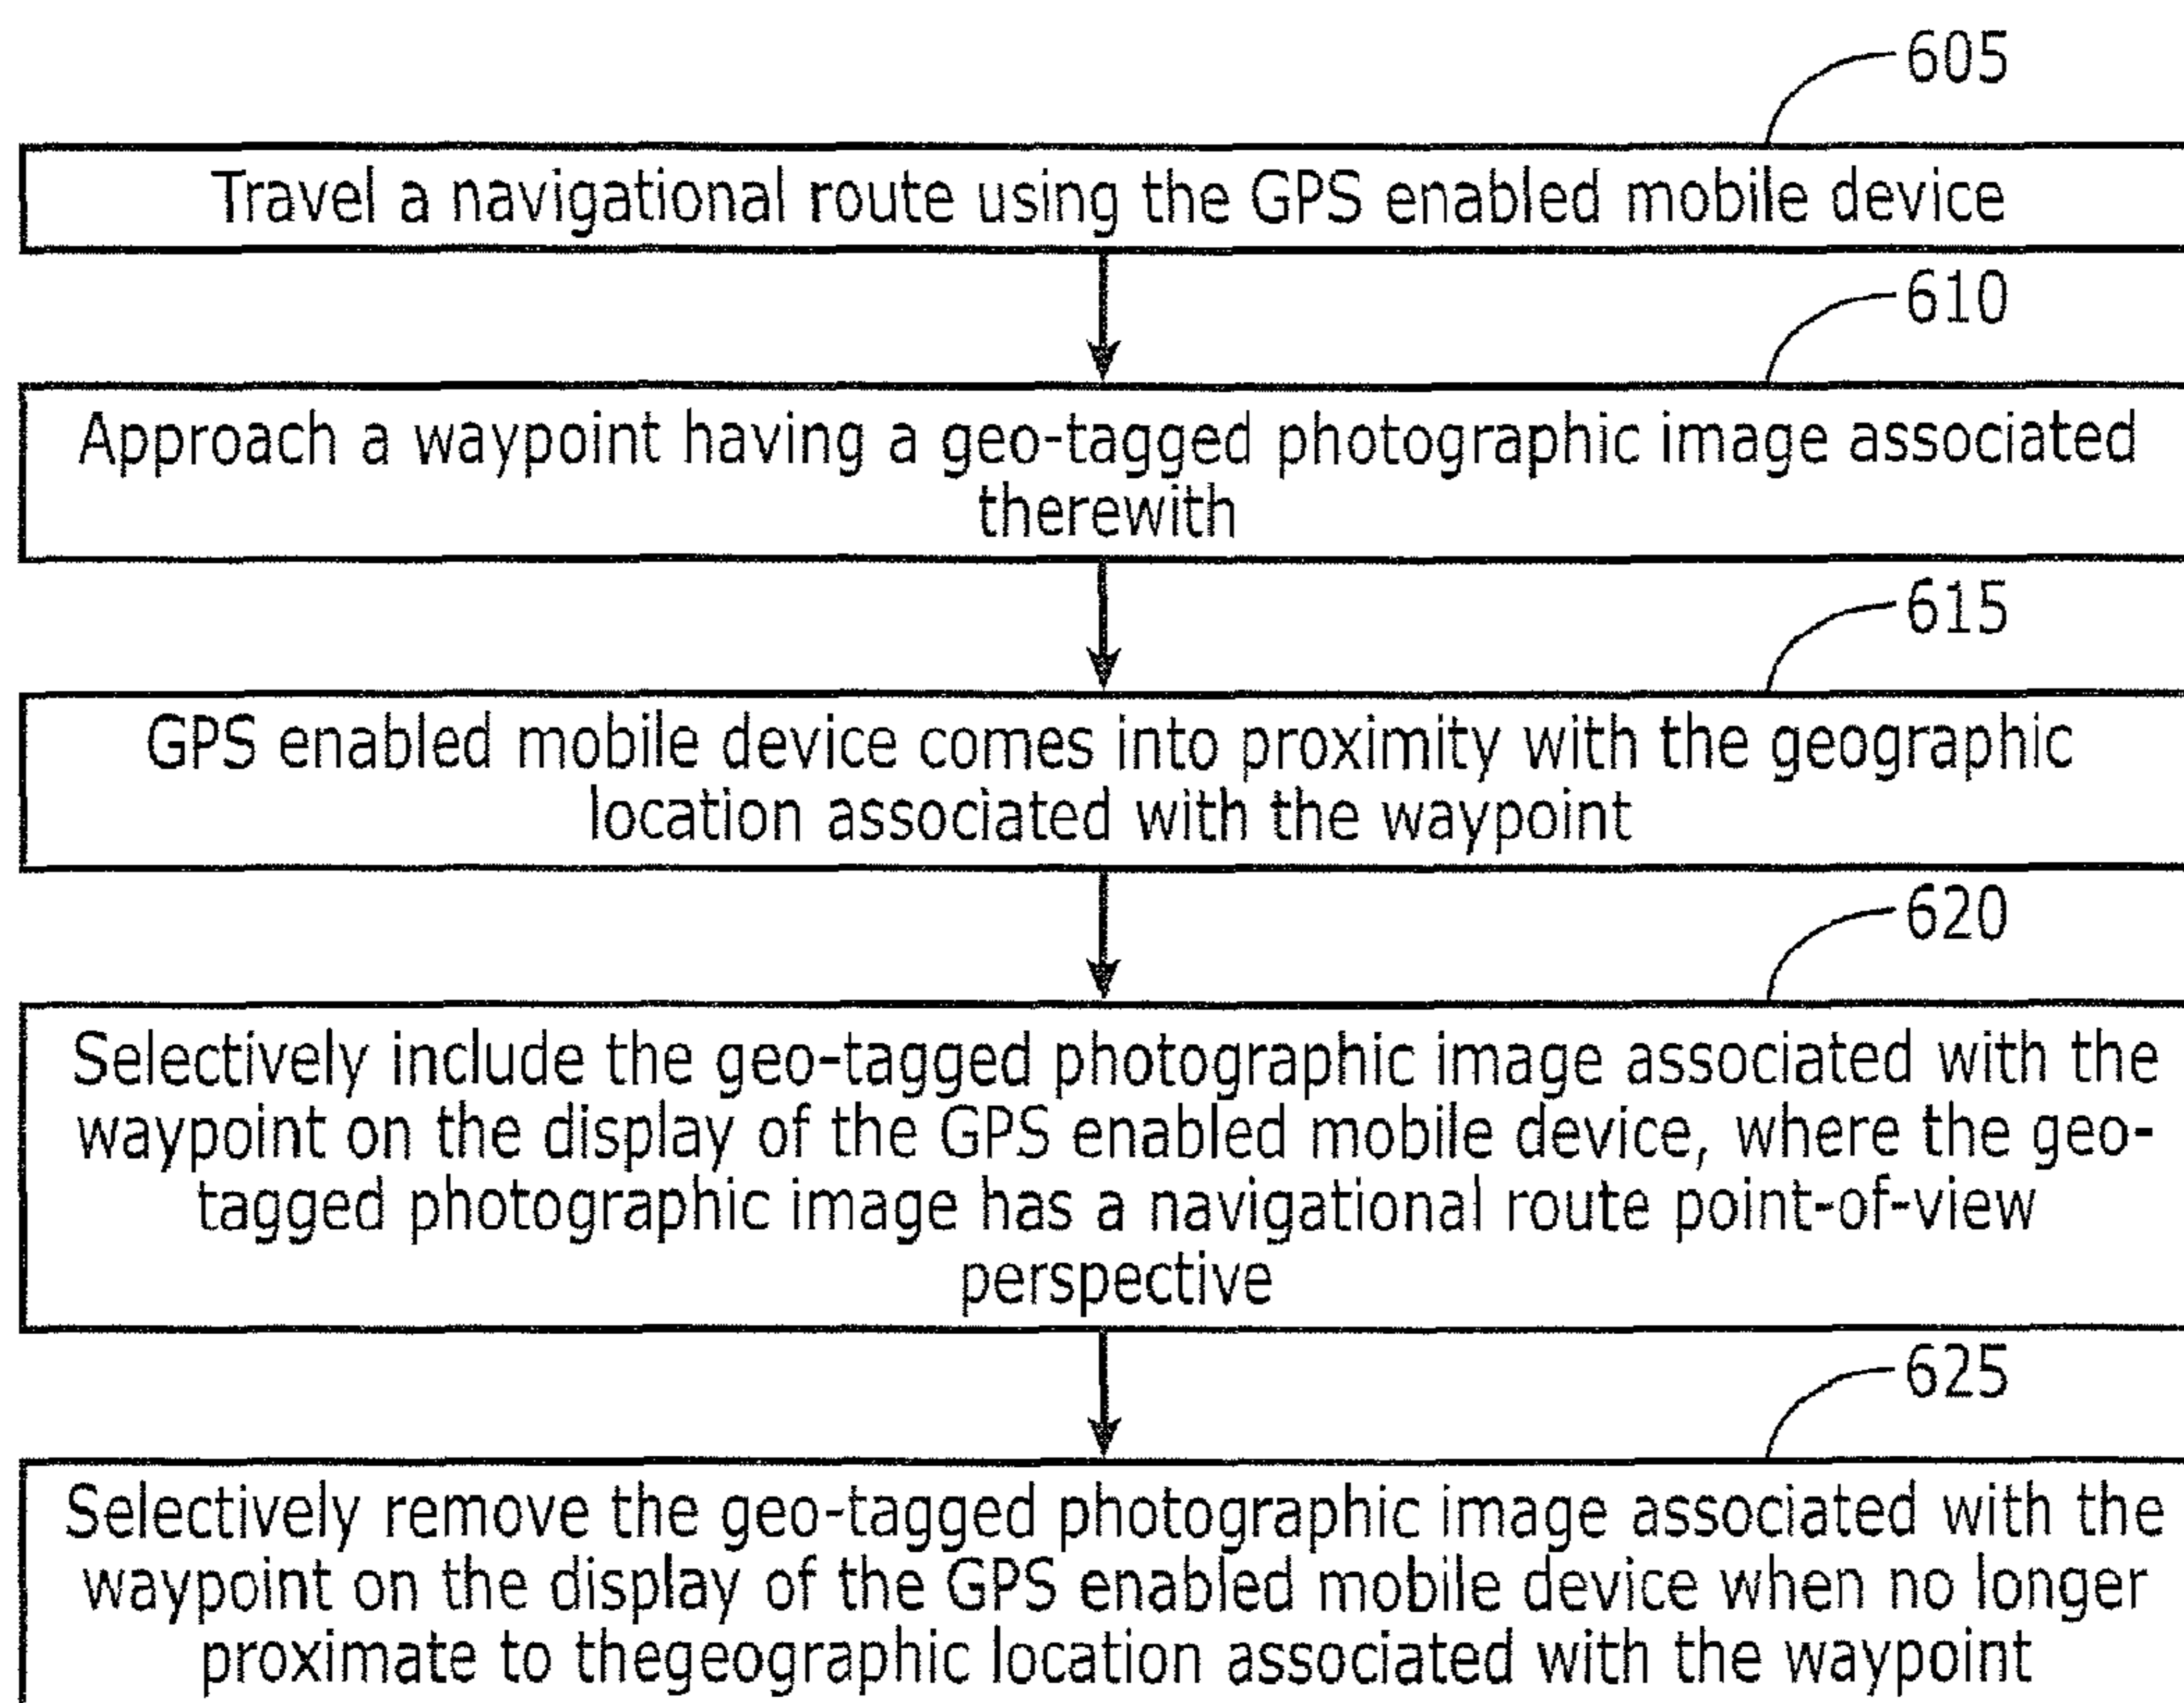 605
Travel a navigational route using the GPS enabled mobile device
610
Approach a waypoint having a geo-tagged photographic image associated
therewith
615
GPS enabled mobile device comes into proximity with the geographic
location associated with the waypoint
620
Selectively include the geo-tagged photographic image associated with the
waypoint on the display of the GPS enabled mobile device, where the geo-
tagged photographic image has a navigational route point-of-view
perspective
625
Selectively remove the geo-tagged photographic image associated with the
waypoint on the display of the GPS enabled mobile device when no longer
proximate to thegeographic location associated with the waypoint